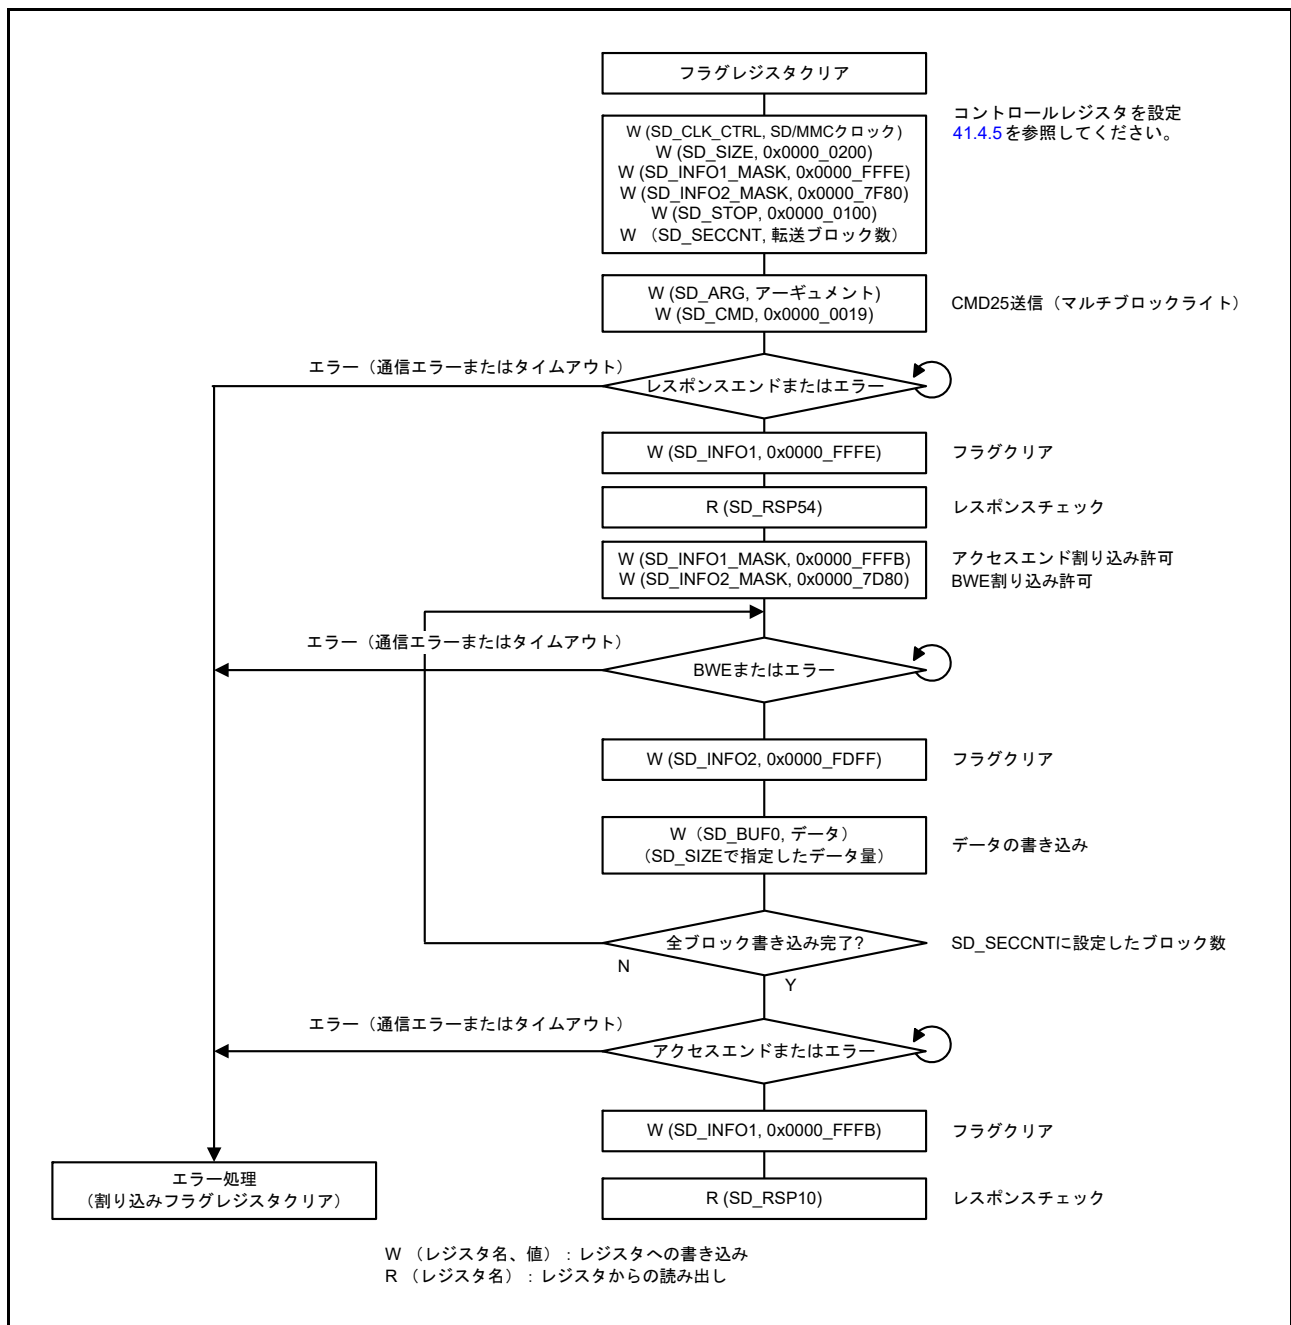 フラグレジスタクリア
コントロールレジスタを設定
41.4.5を参照してください。
W (SD_CLK_CTRL, SD/MMCクロック)
W (SD_SIZE, 0x0000_0200)
W (SD_INFO1_MASK, 0x0000_FFFE)
W (SD_INFO2_MASK, 0x0000_7F80)
W (SD_STOP, 0x0000_0100)
W （SD_SECCNT, 転送ブロック数）
W (SD_ARG, アーギュメント)
W (SD_CMD, 0x0000_0019)
CMD25送信（マルチブロックライト）
エラー（通信エラーまたはタイムアウト）
レスポンスエンドまたはエラー
W (SD_INFO1, 0x0000_FFFE)
フラグクリア
R (SD_RSP54)
レスポンスチェック
W (SD_INFO1_MASK, 0x0000_FFFB)
W (SD_INFO2_MASK, 0x0000_7D80)
アクセスエンド割り込み許可
BWE割り込み許可
エラー（通信エラーまたはタイムアウト）
BWEまたはエラー
W (SD_INFO2, 0x0000_FDFF)
フラグクリア
W（SD_BUF0, データ）
（SD_SIZEで指定したデータ量）
データの書き込み
全ブロック書き込み完了?
SD_SECCNTに設定したブロック数
N
Y
エラー（通信エラーまたはタイムアウト）
アクセスエンドまたはエラー
W (SD_INFO1, 0x0000_FFFB)
フラグクリア
エラー処理
（割り込みフラグレジスタクリア）
R (SD_RSP10)
レスポンスチェック
W （レジスタ名、値）：レジスタへの書き込み
R （レジスタ名）：レジスタからの読み出し